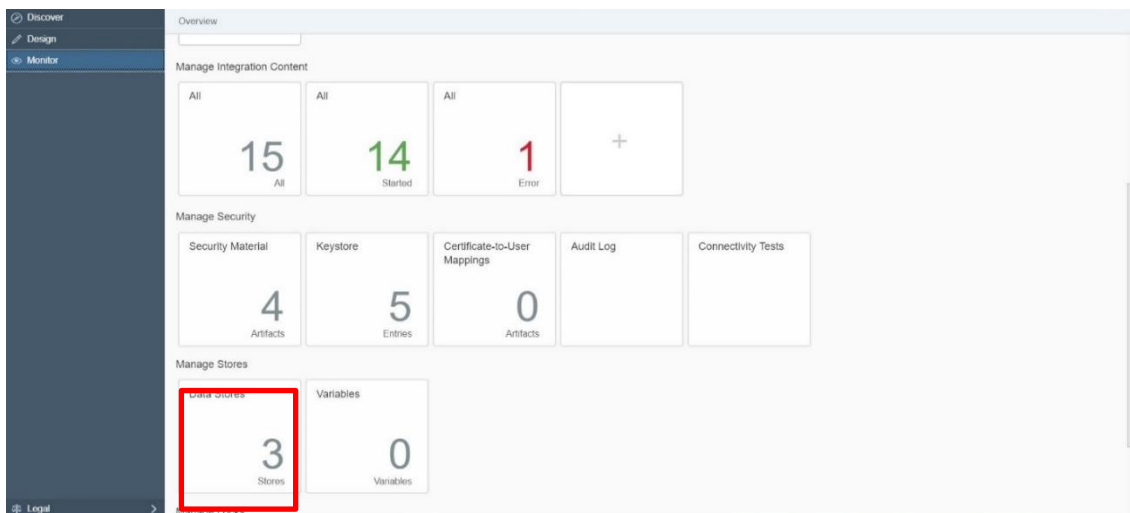 Discover
Design
Monitor
Legal
Overview
Manage Integration Content
All
15
All
All
14
Started
All
1
Error
+
Manage Security
Security Material
4
Artifacts
Keystore
5
Entries
Certificate-to-User
Mappings
0
Artifacts
Audit Log
Connectivity Tests
Manage Stores
Data Stores
3
Stores
Variables
0
Variables